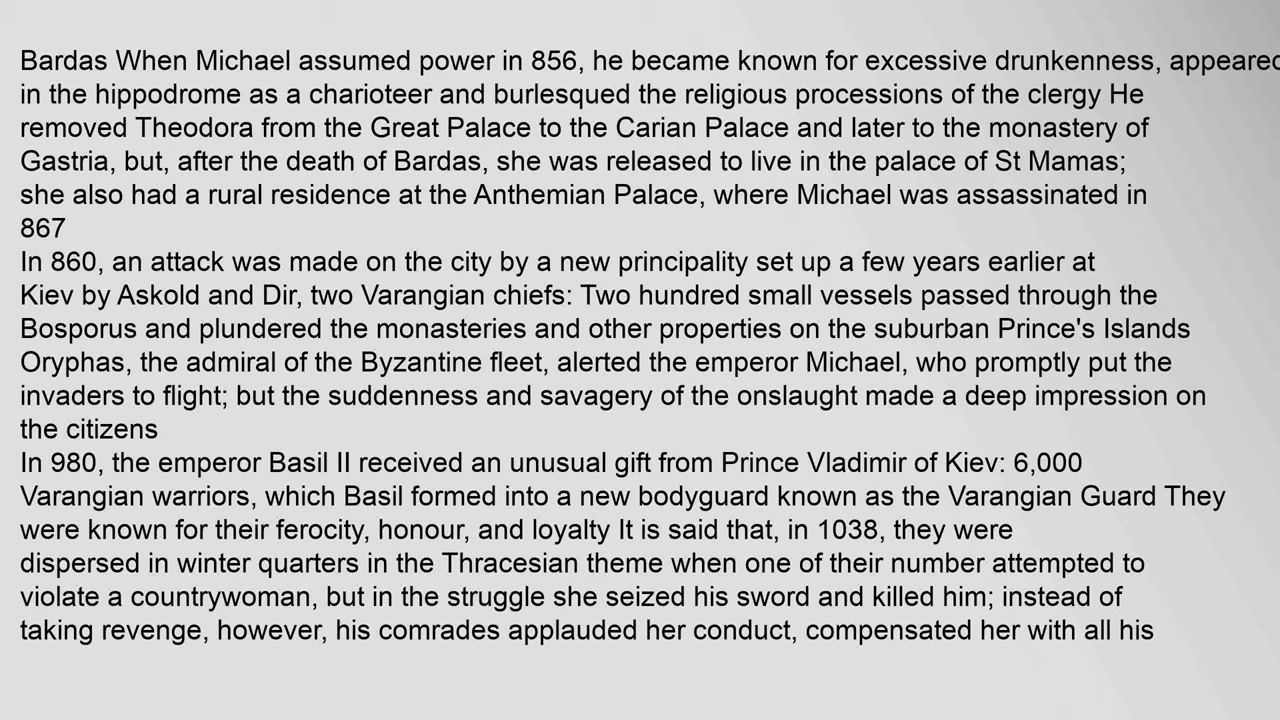 Bardas When Michael assumed power in 856, he became known for excessive drunkenness, appeared
in the hippodrome as a charioteer and burlesqued the religious processions of the clergy He
removed Theodora from the Great Palace to the Carian Palace and later to the monastery of
Gastria, but, after the death of Bardas, she was released to live in the palace of St Mamas;
she also had a rural residence at the Anthemian Palace, where Michael was assassinated in
867
In 860, an attack was made on the city by a new principality set up a few years earlier at
Kiev by Askold and Dir, two Varangian chiefs: Two hundred small vessels passed through the
Bosporus and plundered the monasteries and other properties on the suburban Prince's Islands
Oryphas, the admiral of the Byzantine fleet, alerted the emperor Michael, who promptly put the
invaders to flight; but the suddenness and savagery of the onslaught made a deep impression on
the citizens
In 980, the emperor Basil II received an unusual gift from Prince Vladimir of Kiev: 6,000
Varangian warriors, which Basil formed into a new bodyguard known as the Varangian Guard They
were known for their ferocity, honour, and loyalty It is said that, in 1038, they were
dispersed in winter quarters in the Thracesian theme when one of their number attempted to
violate a countrywoman, but in the struggle she seized his sword and killed him; instead of
taking revenge, however, his comrades applauded her conduct, compensated her with all his